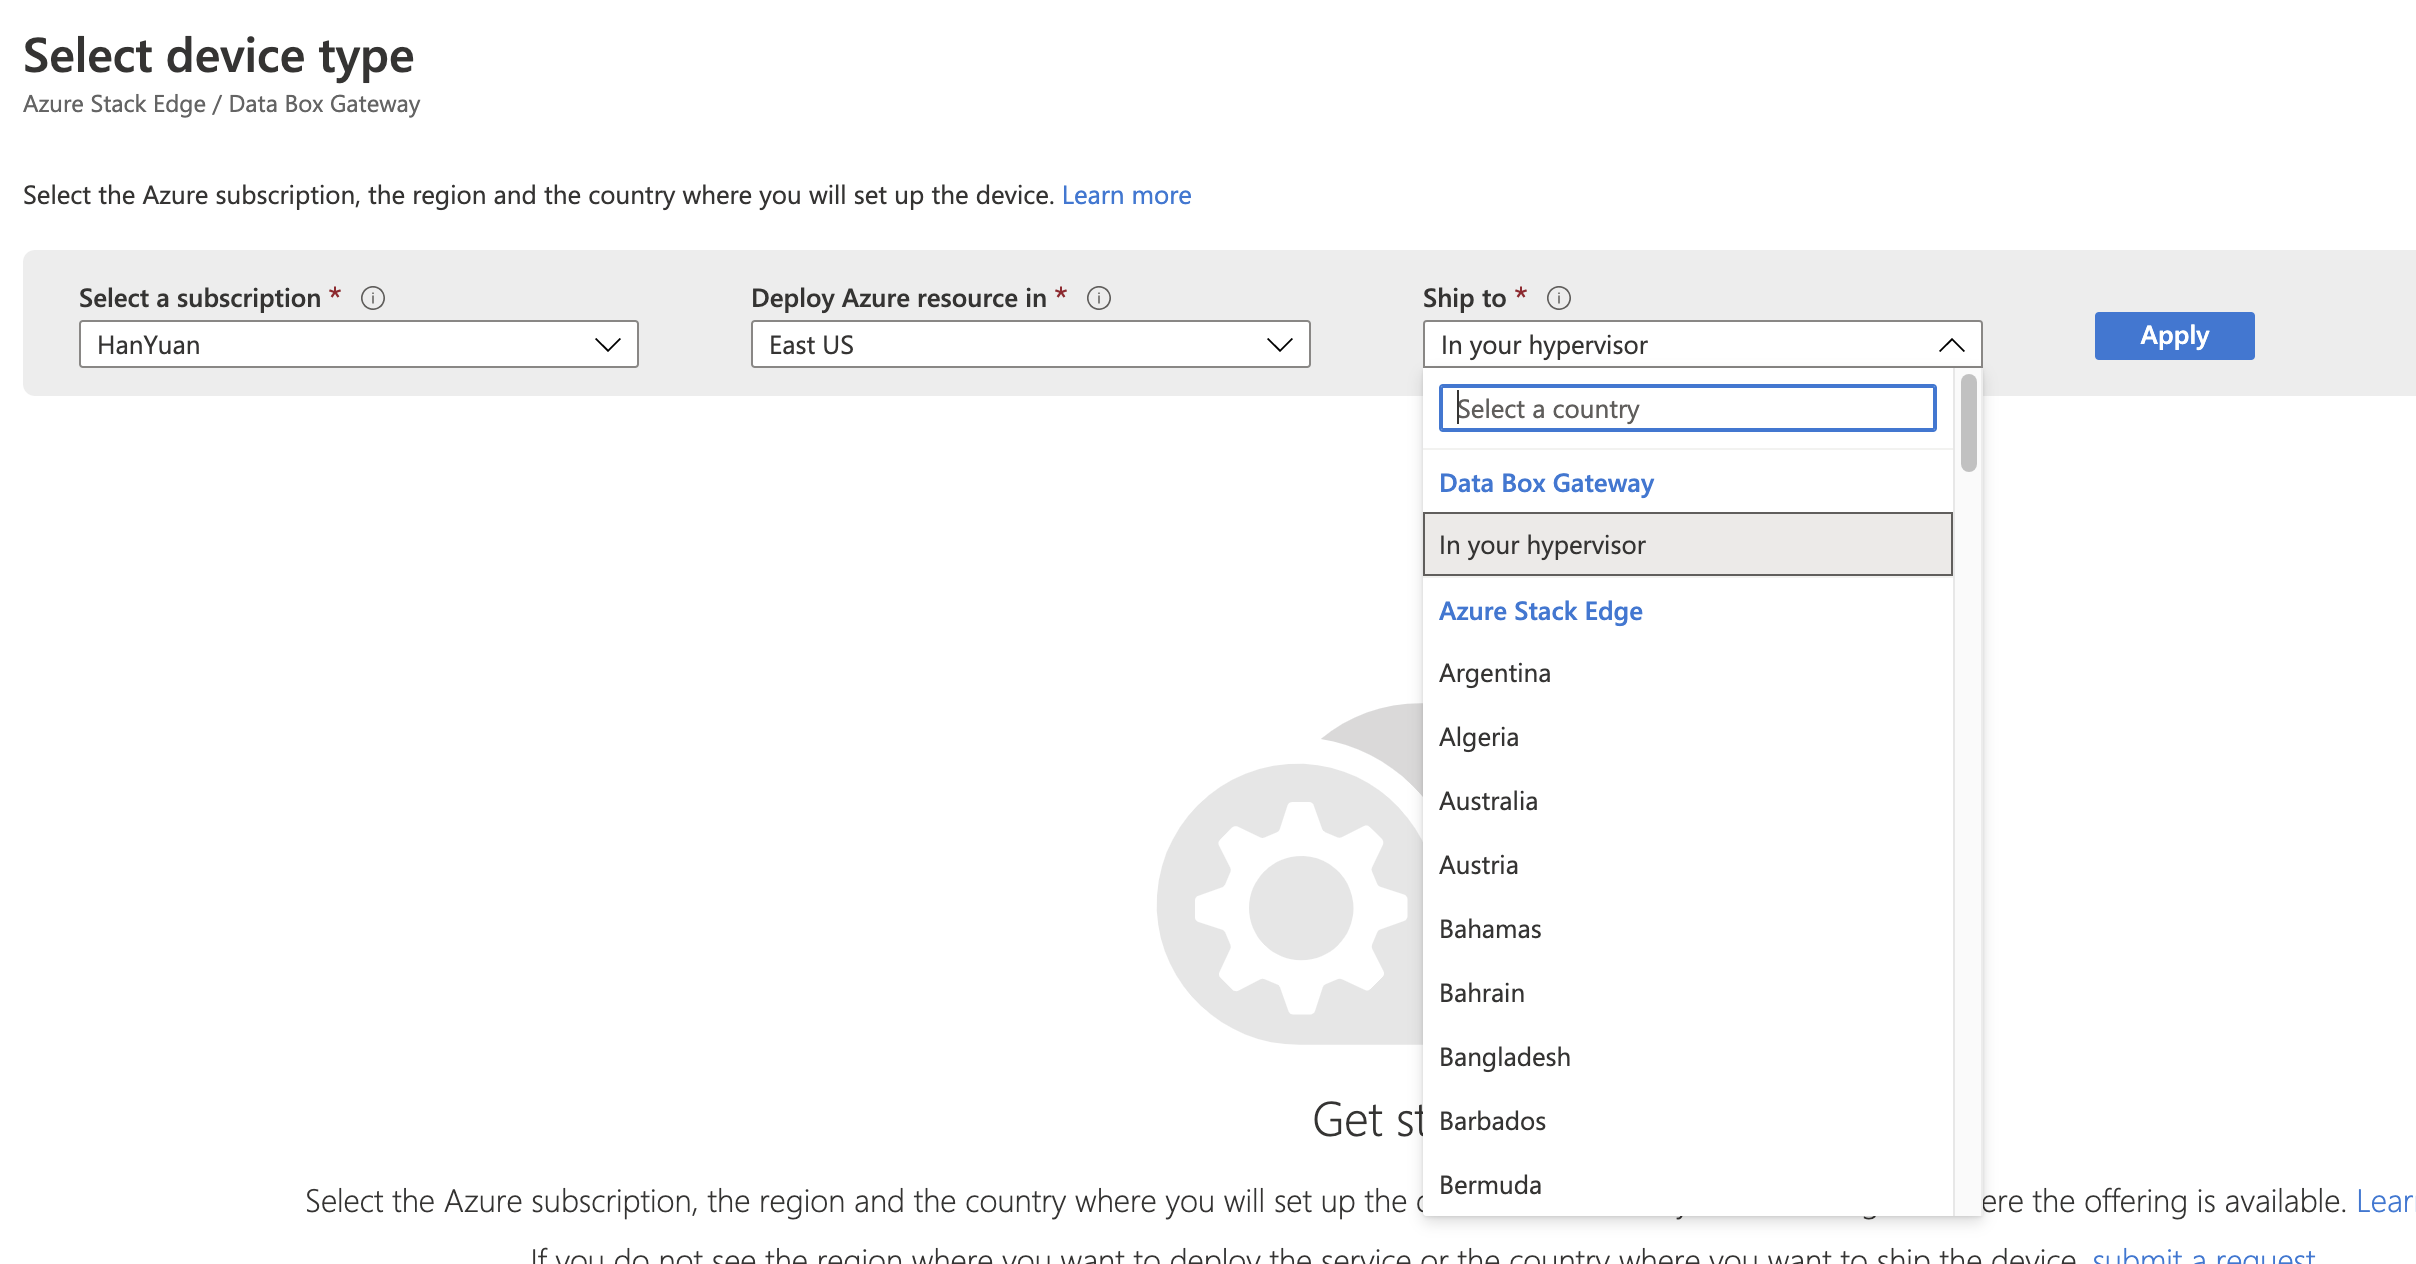 Select device type
Azure Stack Edge / Data Box Gateway
Select the Azure subscription, the region and the country where you will set up the device. Learn more
Select a subscription *
Deploy Azure resource in *
Ship to *
HanYuan
East US
In your hypervisor
Apply
Select a country
Data Box Gateway
In your hypervisor
Azure Stack Edge
Argentina
Algeria
Australia
Austria
Bahamas
Bahrain
Bangladesh
Barbados
Bermuda
Get st
Select the Azure subscription, the region and the country where you will set up the
ere the offering is available. Lear
If you do not see the region where you want to deploy the service or the country where you want to ship the device, submit a request